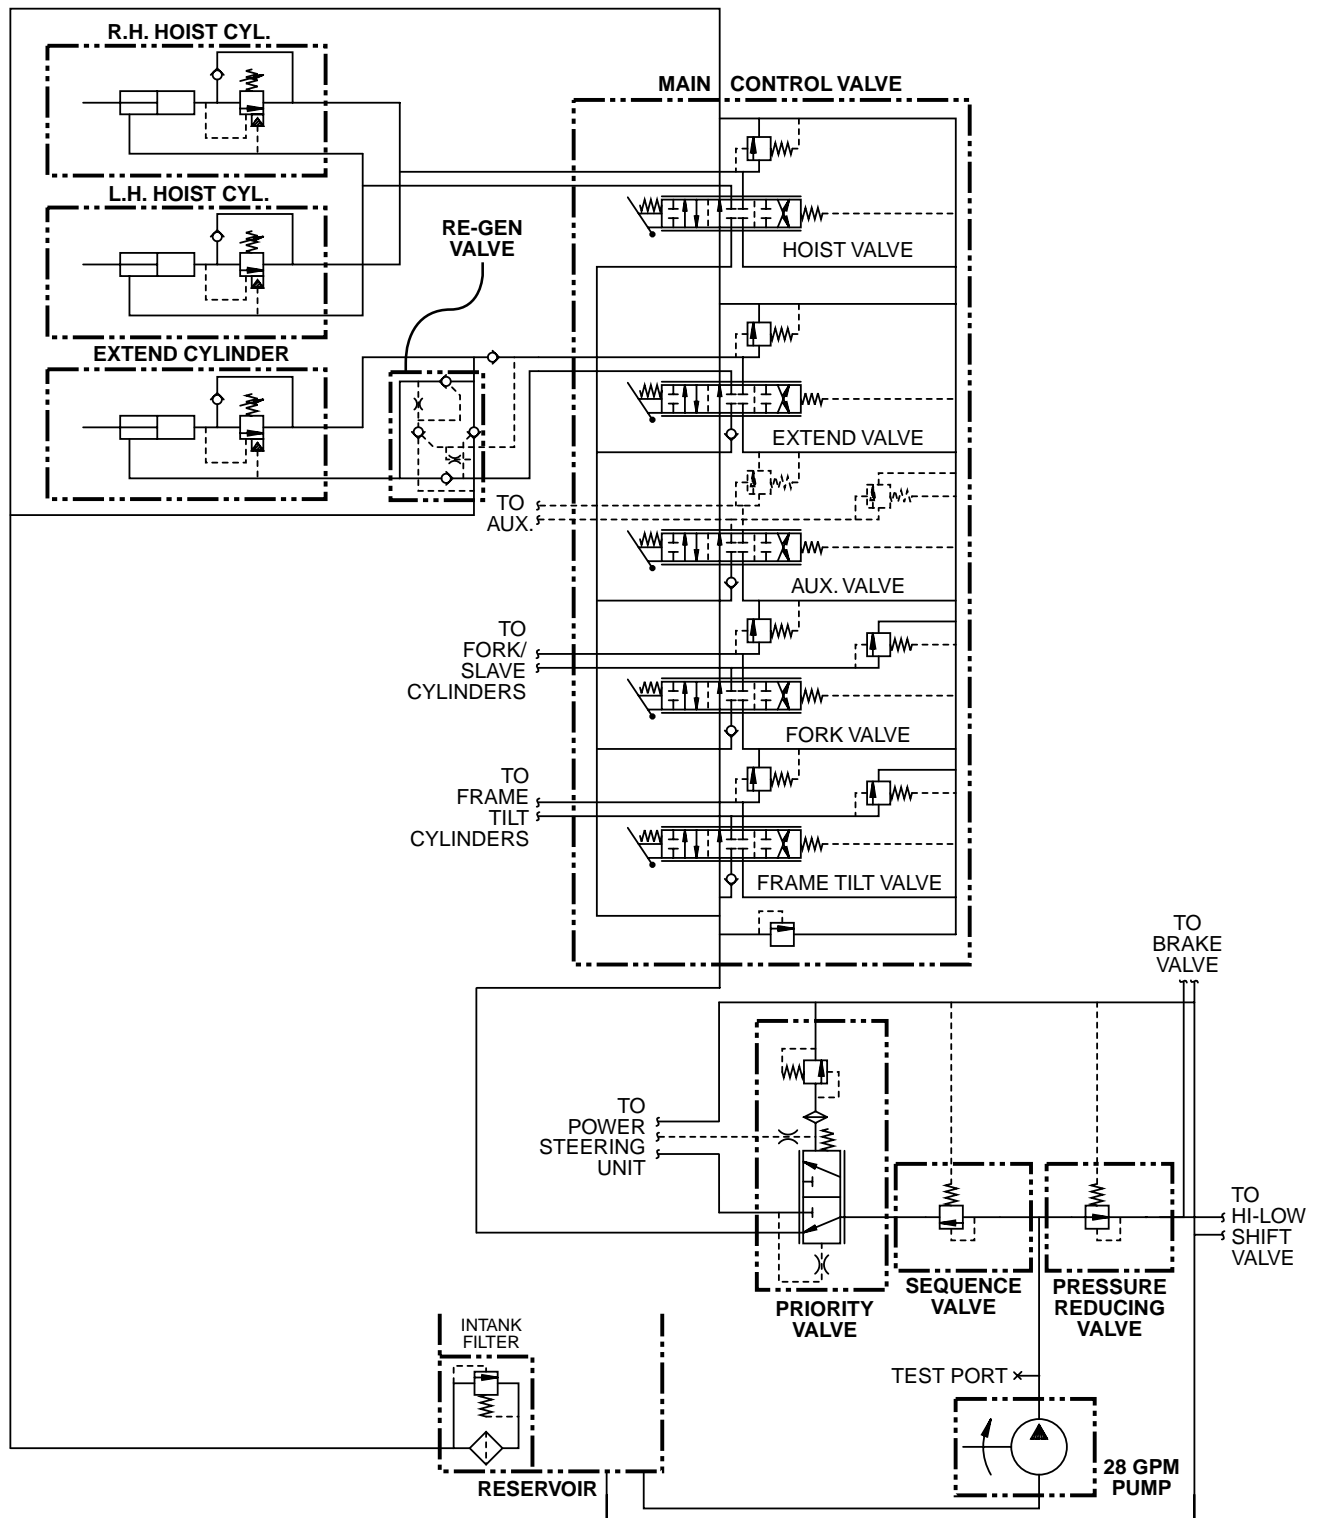 R.H. HOIST CYL.
MAIN CONTROL VALVE
L.H. HOIST CYL.
RE-GEN
VALVE
HOIST VALVE
EXTEND CYLINDER
EXTEND VALVE
TO
AUX.
AUX. VALVE
TO
FORK/
SLAVE
CYLINDERS
FORK VALVE
TO
FRAME
TILT
CYLINDERS
FRAME TILT VALVE
TO
BRAKE
VALVE
TO
POWER
STEERING
UNIT
TO
HI-LOW
SHIFT
VALVE
PRIORITY
VALVE
SEQUENCE
VALVE
PRESSURE
REDUCING
VALVE
INTANK
FILTER
TEST PORT
RESERVOIR
28 GPM
PUMP